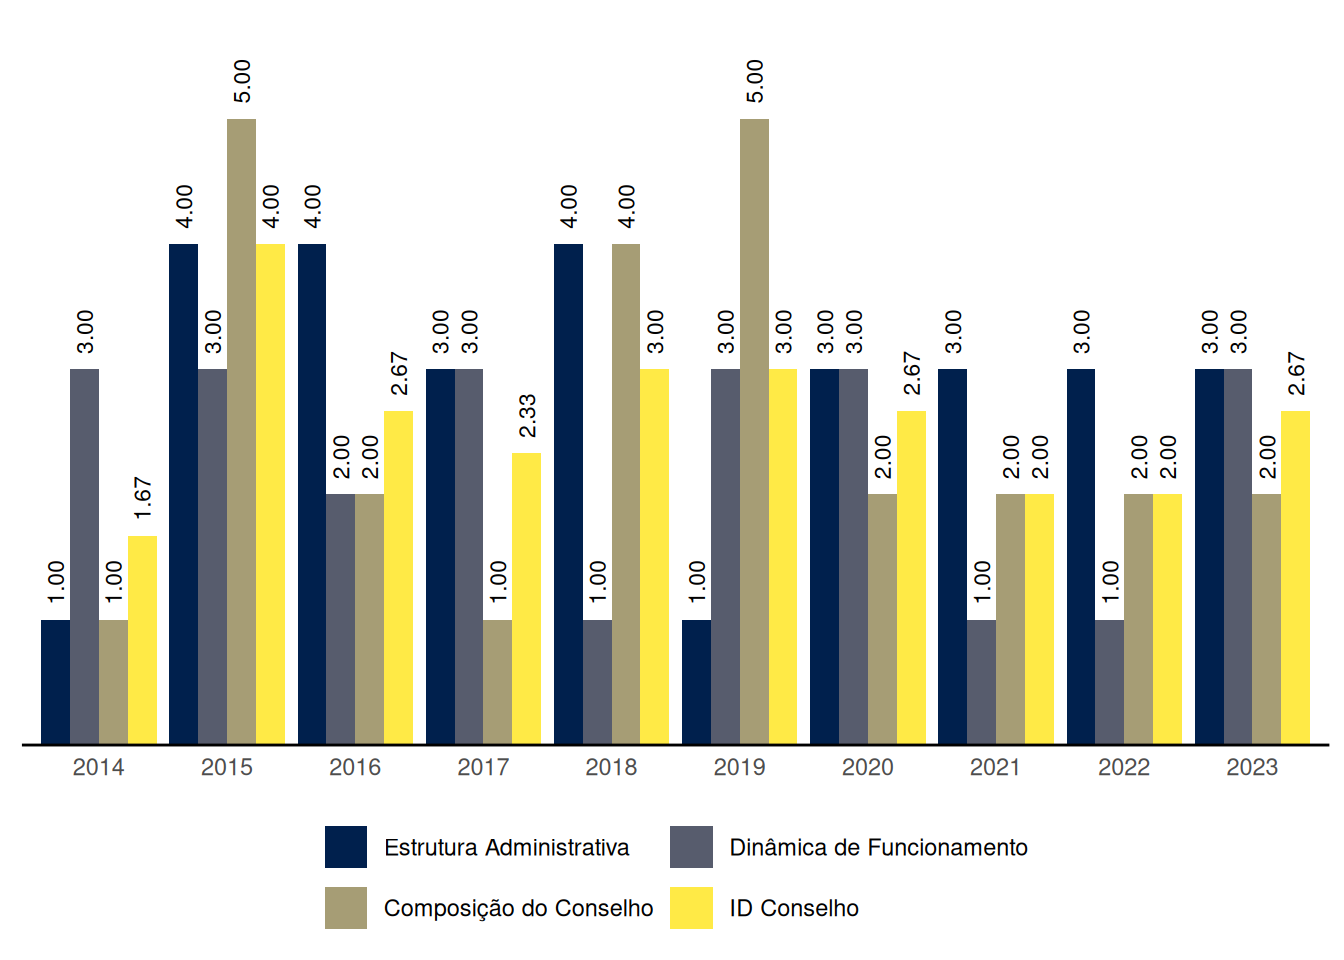 5.00 5.00
4.00 4.00 4.00 4.00 4.00
3.00 3.00 3.00 3.00 3.00 3.00 3.00 3.00 3.00 3.00 3.00 3.00 3.00
2.67 2.67 2.67
2.33
2.00 2.00 2.00 2.00 2.00 2.00 2.00 2.00
1.67
1.00 1.00 1.00 1.00 1.00 1.00 1.00
2014 2015 2016 2017 2018 2019 2020 2021 2022 2023
Estrutura Administrativa Dinâmica de Funcionamento
Composição do Conselho ID Conselho